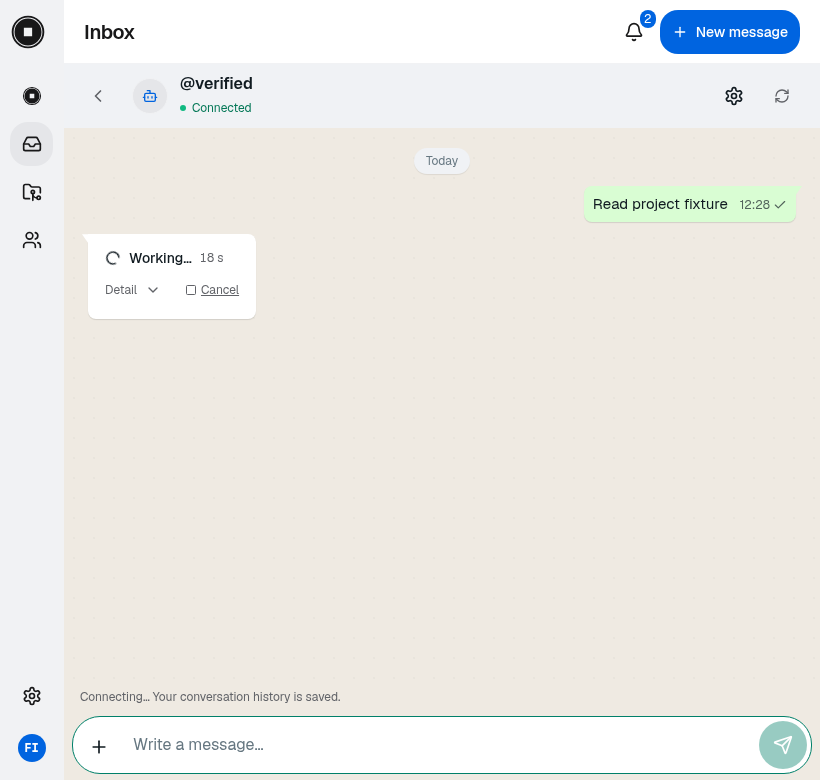 Inbox
2
New message
@verified
Connected
Today
Read project fixture 12:28
Working... 18 s
Detail
Cancel
Connecting... Your conversation history is saved.
Write a message...
FI